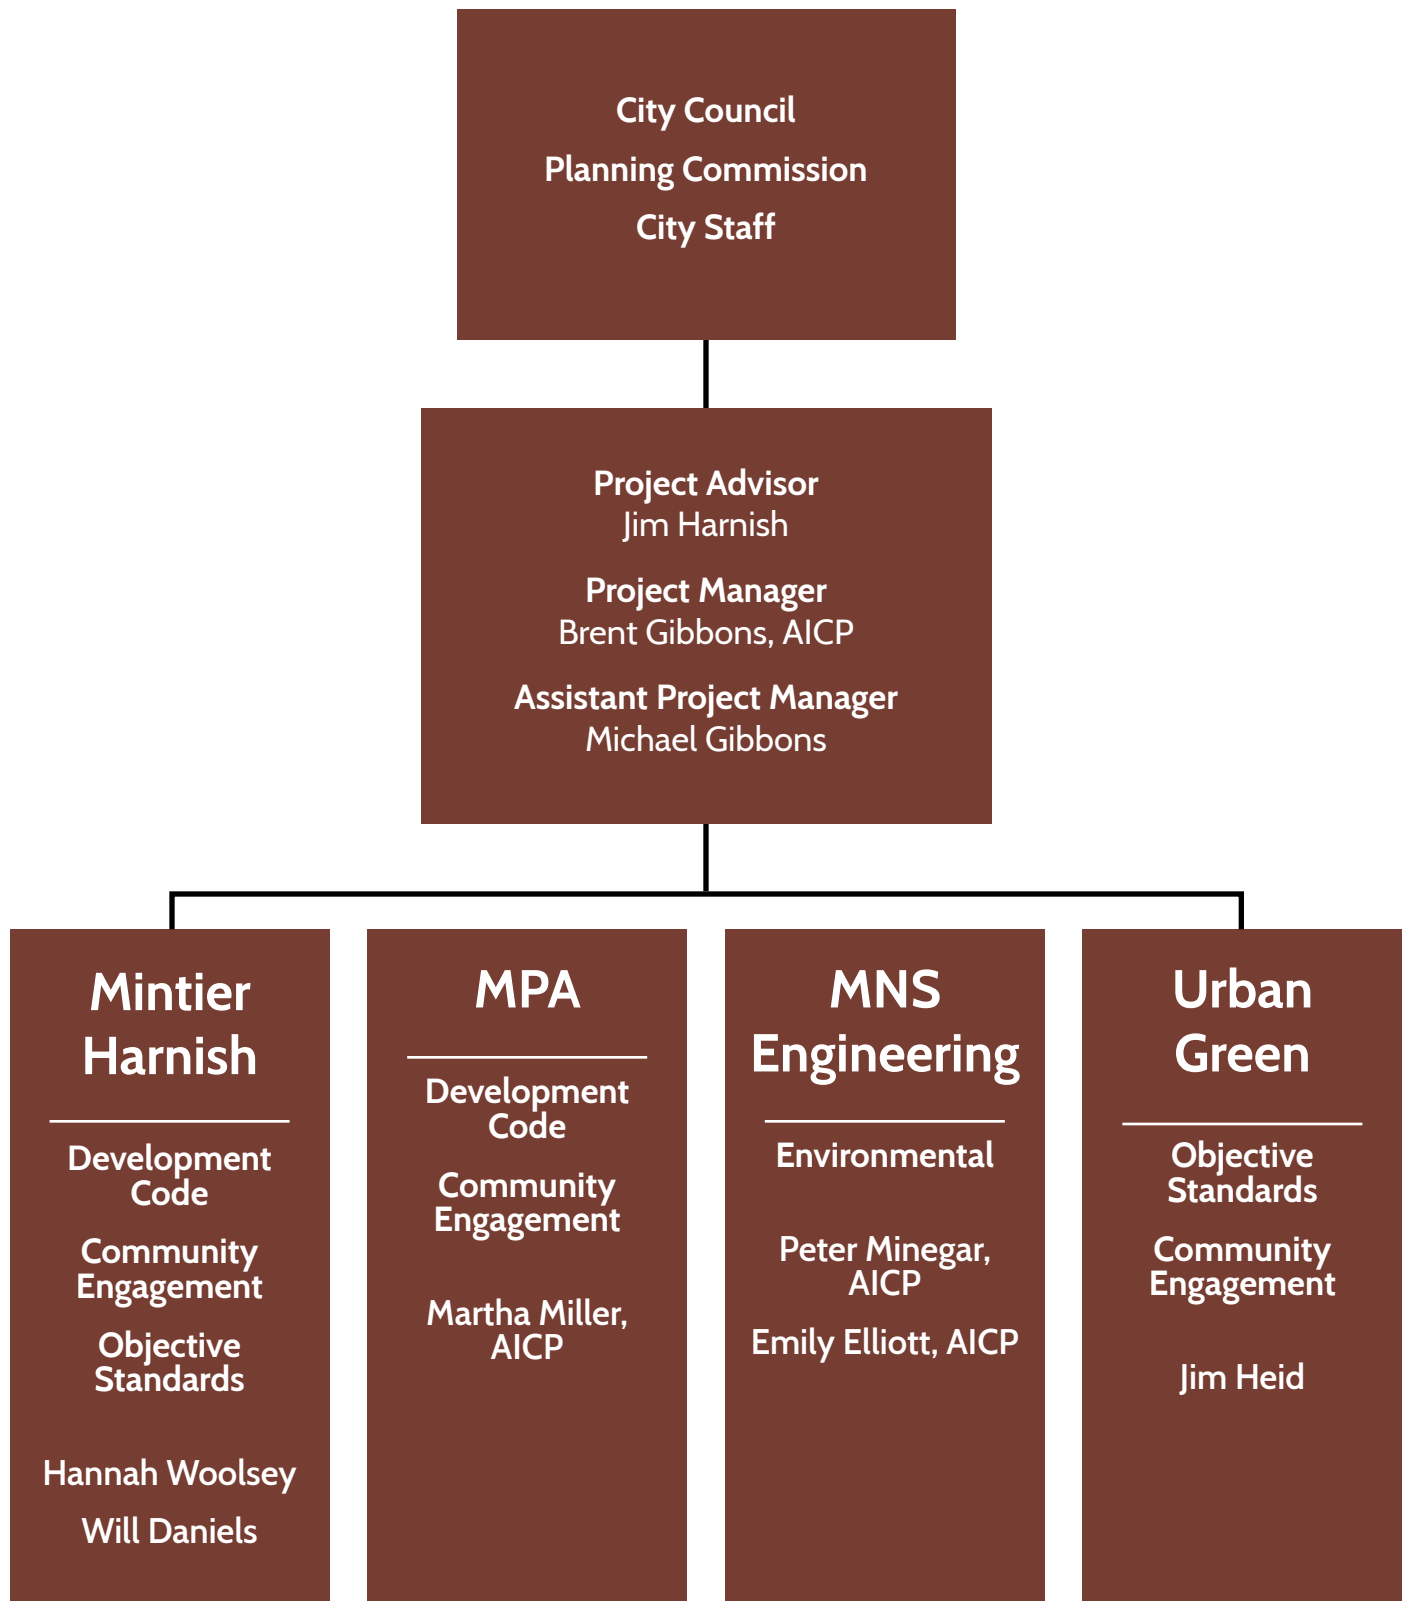 City Council
Planning Commission
City Staff
Project Advisor
Jim Harnish
Project Manager
Brent Gibbons, AICP
Assistant Project Manager
Michael Gibbons
Mintier
Harnish
Development
Code
Community
Engagement
Objective
Standards
Hannah Woolsey
Will Daniels
MPA
Development
Code
Community
Engagement
Martha Miller,
AICP
MNS
Engineering
Environmental
Peter Minegar,
AICP
Emily Elliott, AICP
Urban
Green
Objective
Standards
Community
Engagement
Jim Heid